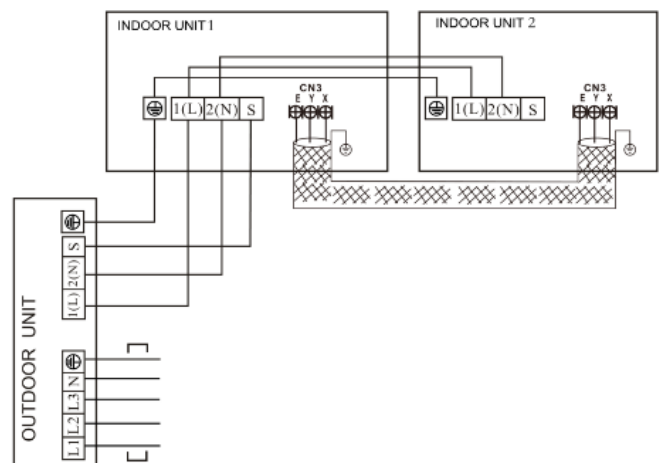 INDOOR UNIT 1
INDOOR UNIT 2
CN3
E Y X
1(L) 2(N) S
CN3
E Y X
1(L) 2(N) S
OUTDOOR UNIT
S
2(N)
1(L)
N
L3
L2
L1